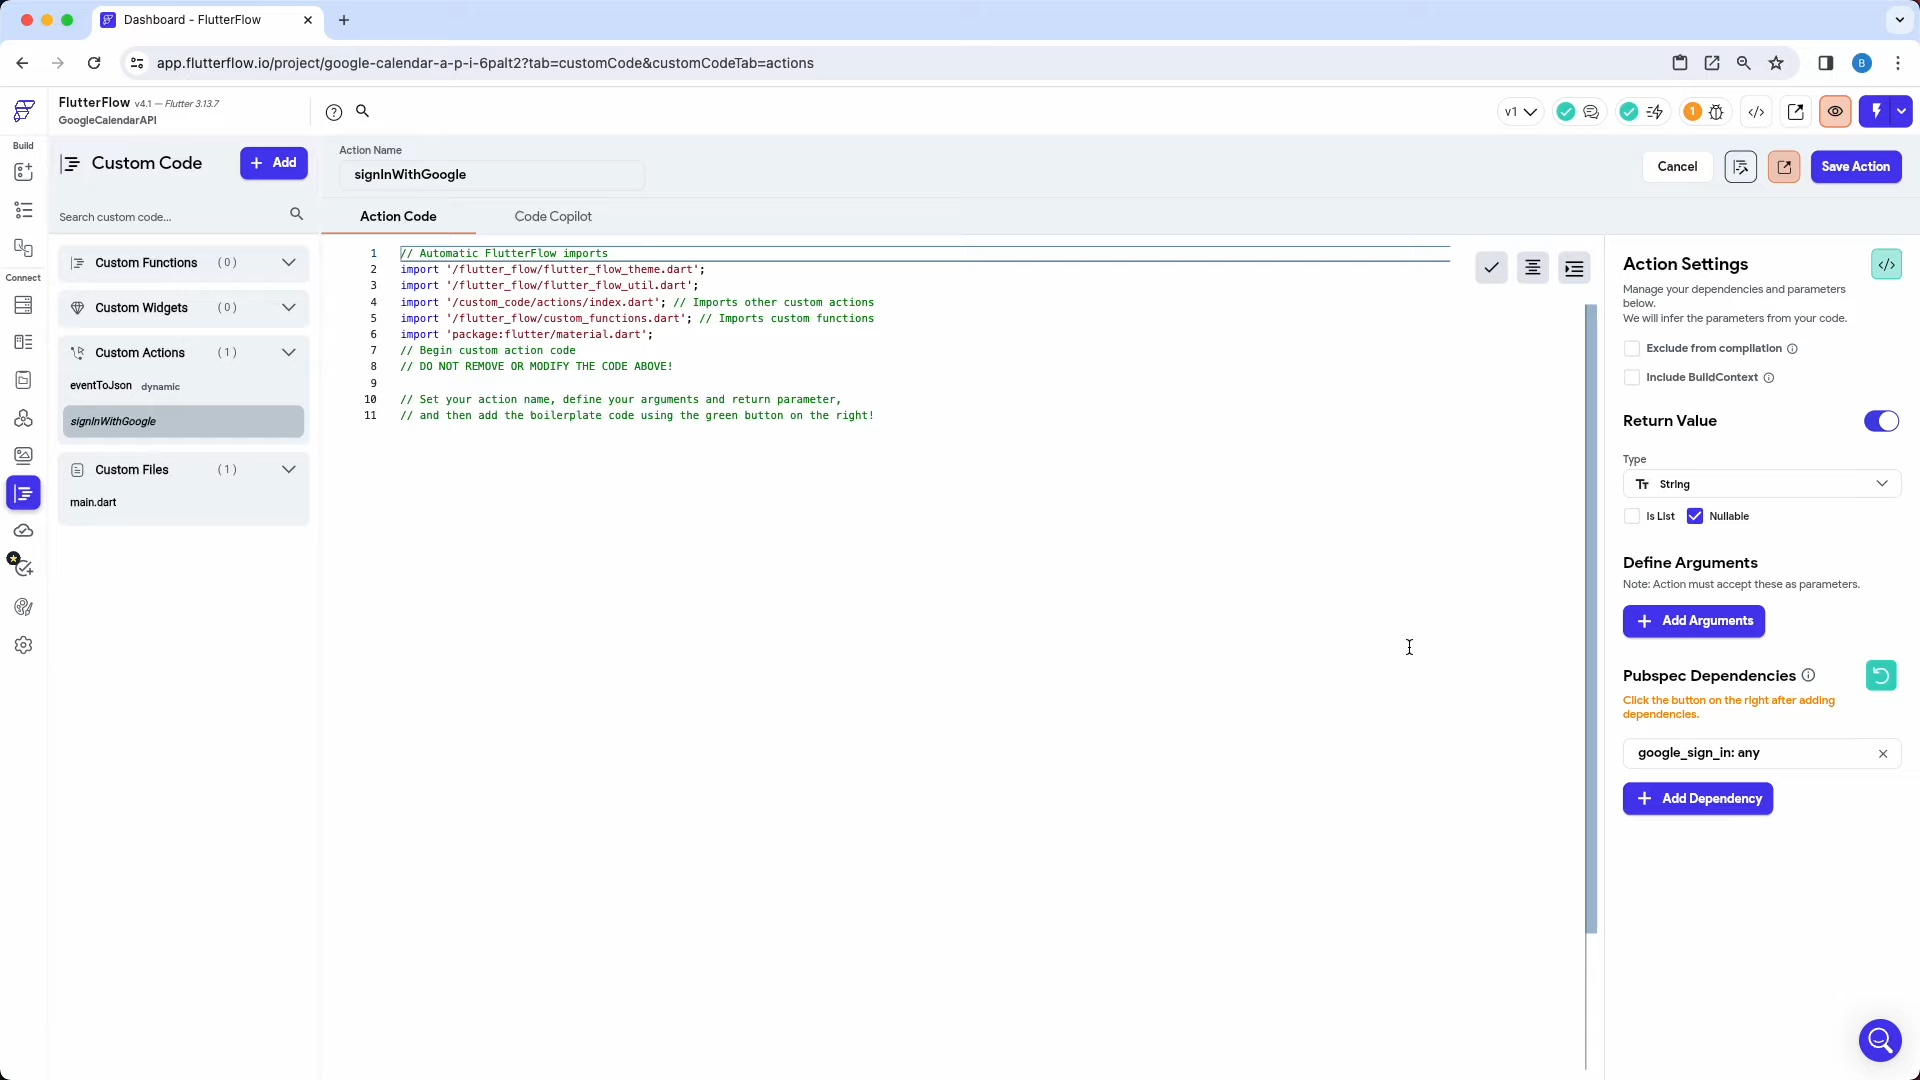 Dashboard - FlutterFlow
app.flutterflow.io/project/google-calendar-a-p-i-6palt2?tab=customCode&customCodeTab=actions
B
FlutterFlow v4.1 — Flutter 3.13.7
GoogleCalendarAPI
v1
1
Build
Connect
Custom Code
Add
Search custom code...
Custom Functions (0)
Custom Widgets (0)
Custom Actions (1)
eventToJson dynamic
signInWithGoogle
Custom Files (1)
main.dart
Action Name
signInWithGoogle
Cancel
Save Action
Action Code
Code Copilot
1 // Automatic FlutterFlow imports
2 import '/flutter_flow/flutter_flow_theme.dart';
3 import '/flutter_flow/flutter_flow_util.dart';
4 import '/custom_code/actions/index.dart'; // Imports other custom actions
5 import '/flutter_flow/custom_functions.dart'; // Imports custom functions
6 import 'package:flutter/material.dart';
7 // Begin custom action code
8 // DO NOT REMOVE OR MODIFY THE CODE ABOVE!
9
10 // Set your action name, define your arguments and return parameter,
11 // and then add the boilerplate code using the green button on the right!
Action Settings
Manage your dependencies and parameters
below.
We will infer the parameters from your code.
Exclude from compilation
Include BuildContext
Return Value
Type
String
Is List
Nullable
Define Arguments
Note: Action must accept these as parameters.
Add Arguments
Pubspec Dependencies
Click the button on the right after adding
dependencies.
google_sign_in: any
Add Dependency